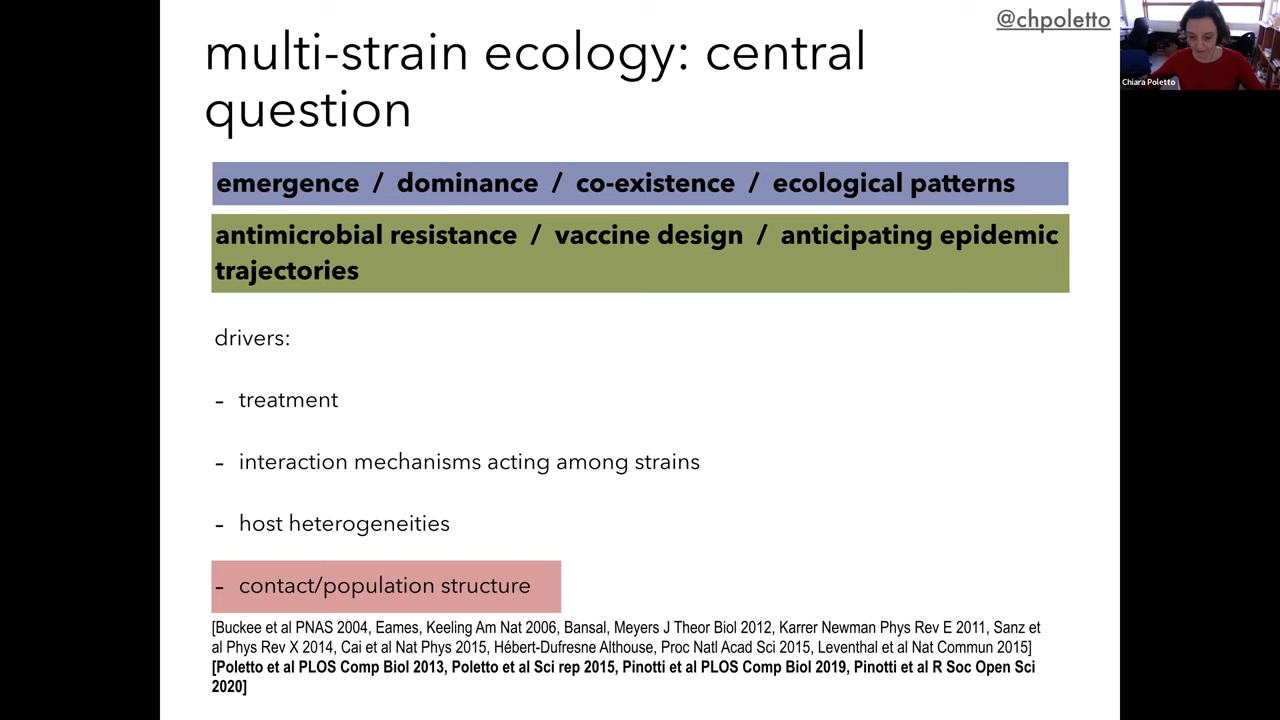 @chpoletto
Chiara Poletto
multi-strain ecology: central
question
emergence / dominance / co-existence / ecological patterns
antimicrobial resistance / vaccine design / anticipating epidemic
trajectories
drivers:
- treatment
- interaction mechanisms acting among strains
- host heterogeneities
- contact/population structure
[Buckee et al PNAS 2004, Eames, Keeling Am Nat 2006, Bansal, Meyers J Theor Biol 2012, Karrer Newman Phys Rev E 2011, Sanz et
al Phys Rev X 2014, Cai et al Nat Phys 2015, Hébert-Dufresne Althouse, Proc Natl Acad Sci 2015, Leventhal et al Nat Commun 2015]
[Poletto et al PLOS Comp Biol 2013, Poletto et al Sci rep 2015, Pinotti et al PLOS Comp Biol 2019, Pinotti et al R Soc Open Sci
2020]